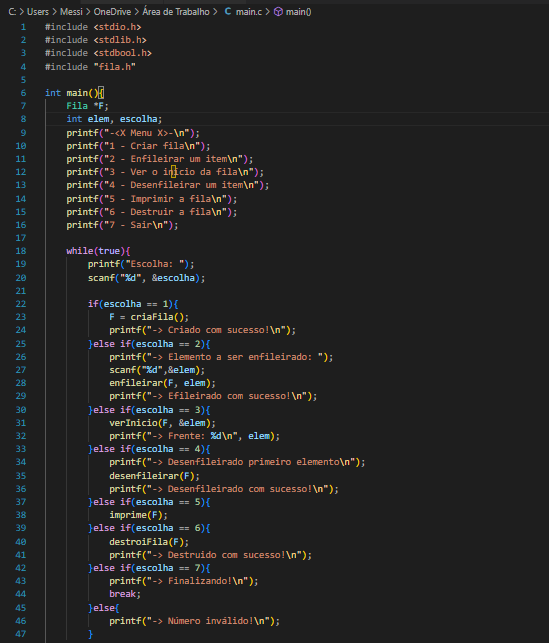 C: > Users > Messi > OneDrive > Área de Trabalho > C main.c > main()
1 #include <stdio.h>
2 #include <stdlib.h>
3 #include <stdbool.h>
4 #include "fila.h"
5
6 int main(){
7 Fila *F;
8 int elem, escolha;
9 printf("-<X Menu X>-\n");
10 printf("1 - Criar fila\n");
11 printf("2 - Enfileirar um item\n");
12 printf("3 - Ver o inicio da fila\n");
13 printf("4 - Desenfileirar um item\n");
14 printf("5 - Imprimir a fila\n");
15 printf("6 - Destruir a fila\n");
16 printf("7 - Sair\n");
17
18 while(true){
19 printf("Escolha: ");
20 scanf("%d", &escolha);
21
22 if(escolha == 1){
23 F = criaFila();
24 printf("-> Criado com sucesso!\n");
25 }else if(escolha == 2){
26 printf("-> Elemento a ser enfileirado: ");
27 scanf("%d",&elem);
28 enfileirar(F, elem);
29 printf("-> Efileirado com sucesso!\n");
30 }else if(escolha == 3){
31 verInicio(F, &elem);
32 printf("-> Frente: %d\n", elem);
33 }else if(escolha == 4){
34 printf("-> Desenfileirado primeiro elemento\n");
35 desenfileirar(F);
36 printf("-> Desenfileirado com sucesso!\n");
37 }else if(escolha == 5){
38 imprime(F);
39 }else if(escolha == 6){
40 destroiFila(F);
41 printf("-> Destruido com sucesso!\n");
42 }else if(escolha == 7){
43 printf("-> Finalizando!\n");
44 break;
45 }else{
46 printf("-> Número inválido!\n");
47 }